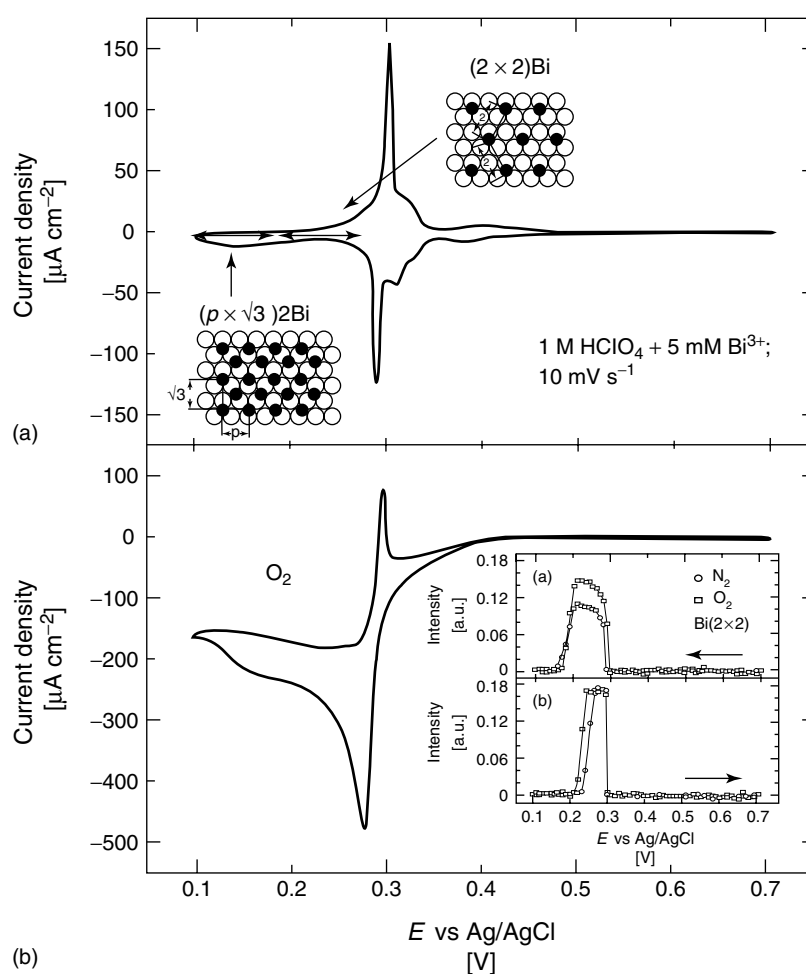 150
100
50
0
−50
−100
−150
Current density
[µA cm⁻²]
(2 × 2)Bi
2
2
(p × √3 )2Bi
√3
p
1 M HClO₄ + 5 mM Bi³⁺;
10 mV s⁻¹
(a)
100
0
−100
−200
−300
−400
−500
Current density
[µA cm⁻²]
O₂
0.18
0.12
0.06
0
Intensity
[a.u.]
(a)
N₂
O₂
Bi(2×2)
0.18
0.06
0
Intensity
[a.u.]
(b)
0.1 0.2 0.3 0.4 0.5 0.6 0.7
E vs Ag/AgCl
[V]
0.1 0.2 0.3 0.4 0.5 0.6 0.7
E vs Ag/AgCl
[V]
(b)